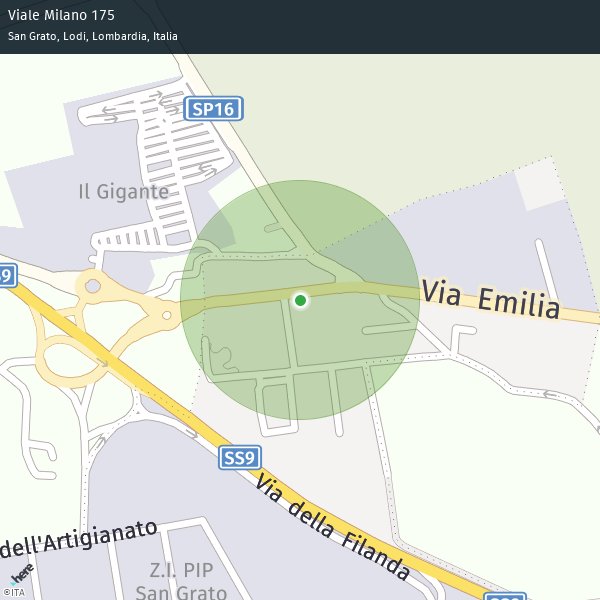 Viale Milano 175
San Grato, Lodi, Lombardia, Italia
SP16
Il Gigante
Via Emilia
SS9
Via della Filanda
dell'Artigianato
Z.I. PIP
San Grato
here
©ITA